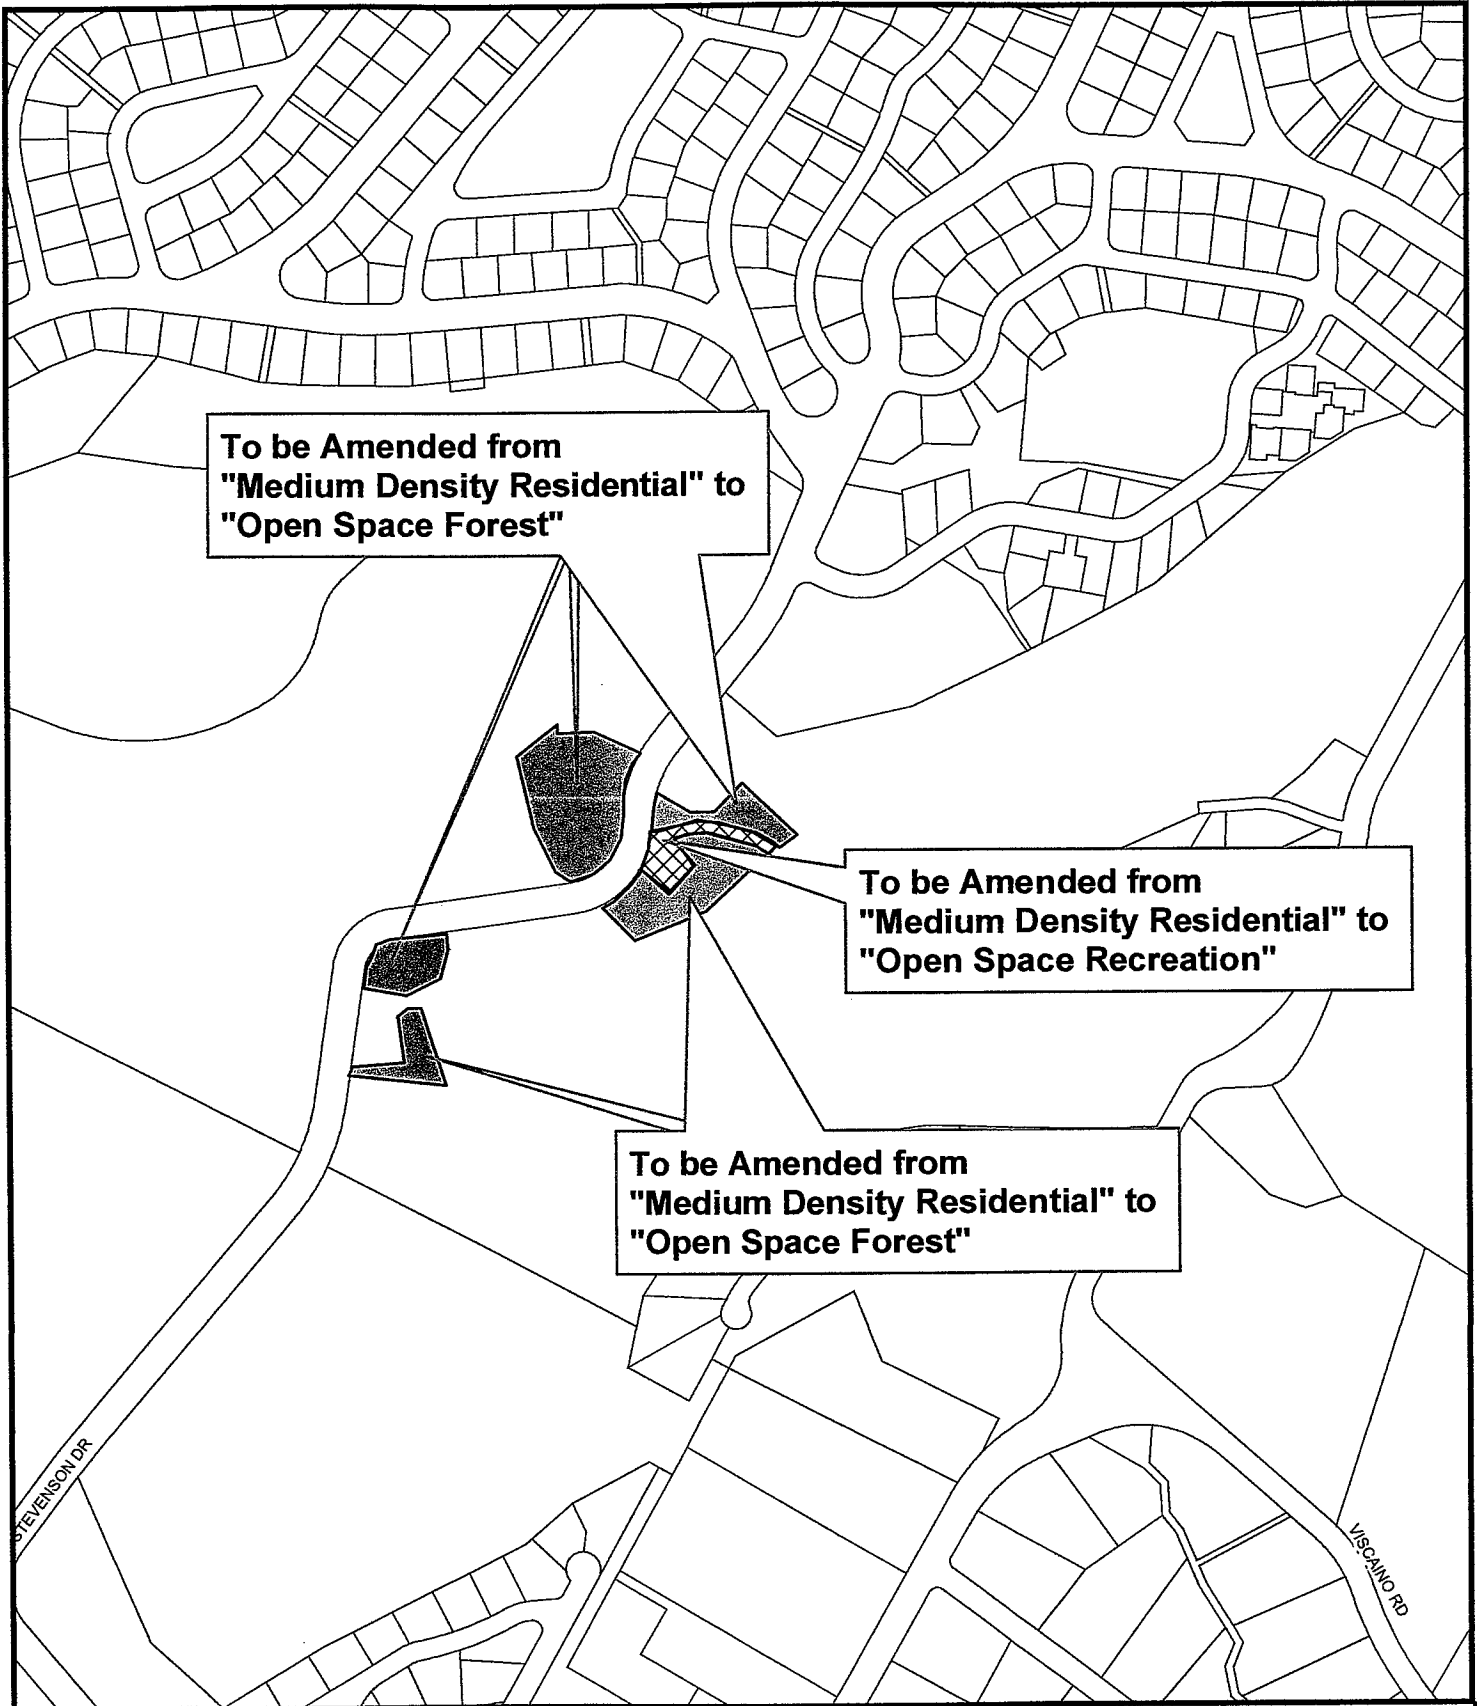 To be Amended from
"Medium Density Residential" to
"Open Space Forest"
To be Amended from
"Medium Density Residential" to
"Open Space Recreation"
To be Amended from
"Medium Density Residential" to
"Open Space Forest"
STEVENSON DR
VISCAINO RD